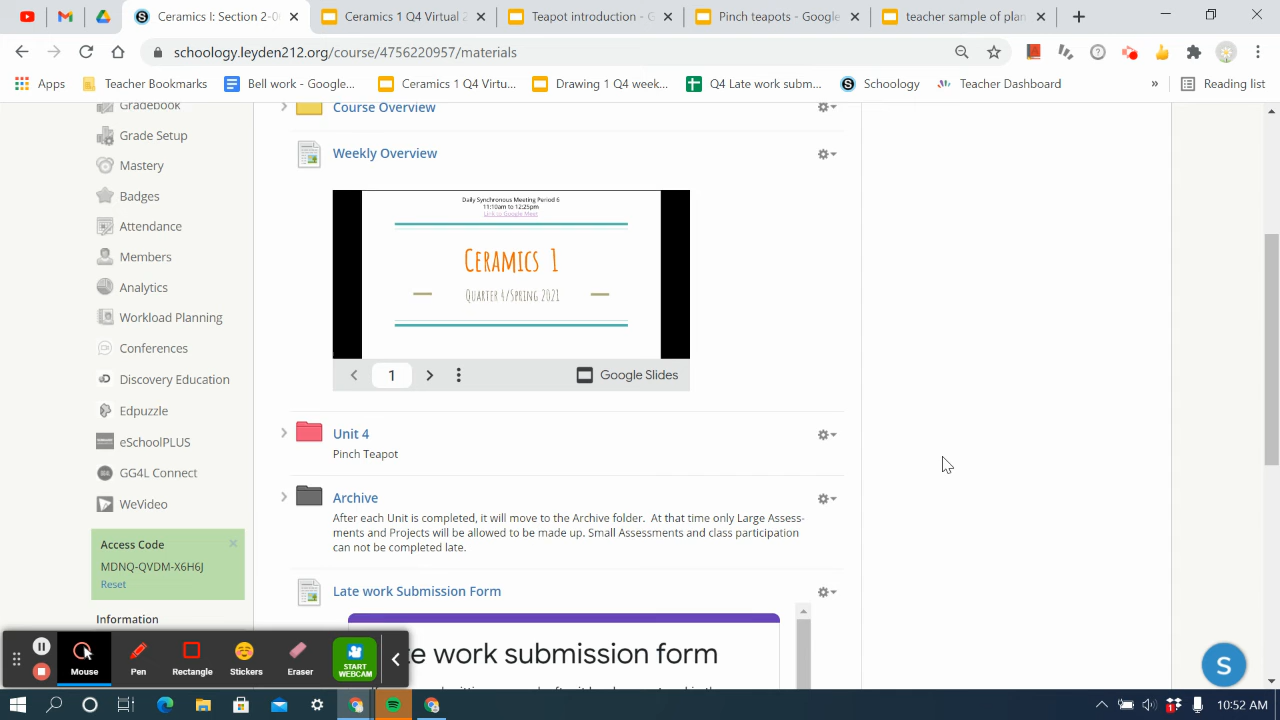 Ceramics I: Section 2-0
Ceramics 1 Q4 Virtual 2
Teapot introduction - G
Pinch teapots - Google
teacher sample of plan
schoology.leyden212.org/course/4756220957/materials
Apps
Teacher Bookmarks
Bell work - Google...
Ceramics 1 Q4 Virtu...
Drawing 1 Q4 week...
Q4 Late work subm...
Schoology
Teacher Dashboard
»
Reading list
Gradebook
Grade Setup
Mastery
Badges
Attendance
Members
Analytics
Workload Planning
Conferences
Discovery Education
Edpuzzle
eSchoolPLUS
GG4L Connect
WeVideo
Access Code
MDNQ-QVDM-X6H6J
Reset
Information
Course Overview
Weekly Overview
Daily Synchronous Meeting Period 6
11:10am to 12:25pm
Link to Google Meet
Ceramics 1
Quarter 4/Spring 2021
1
Google Slides
Unit 4
Pinch Teapot
Archive
After each Unit is completed, it will move to the Archive folder. At that time only Large Assess-
ments and Projects will be allowed to be made up. Small Assessments and class participation
can not be completed late.
Late work Submission Form
work submission form
Mouse
Pen
Rectangle
Stickers
Eraser
START
WEBCAM
S
10:52 AM